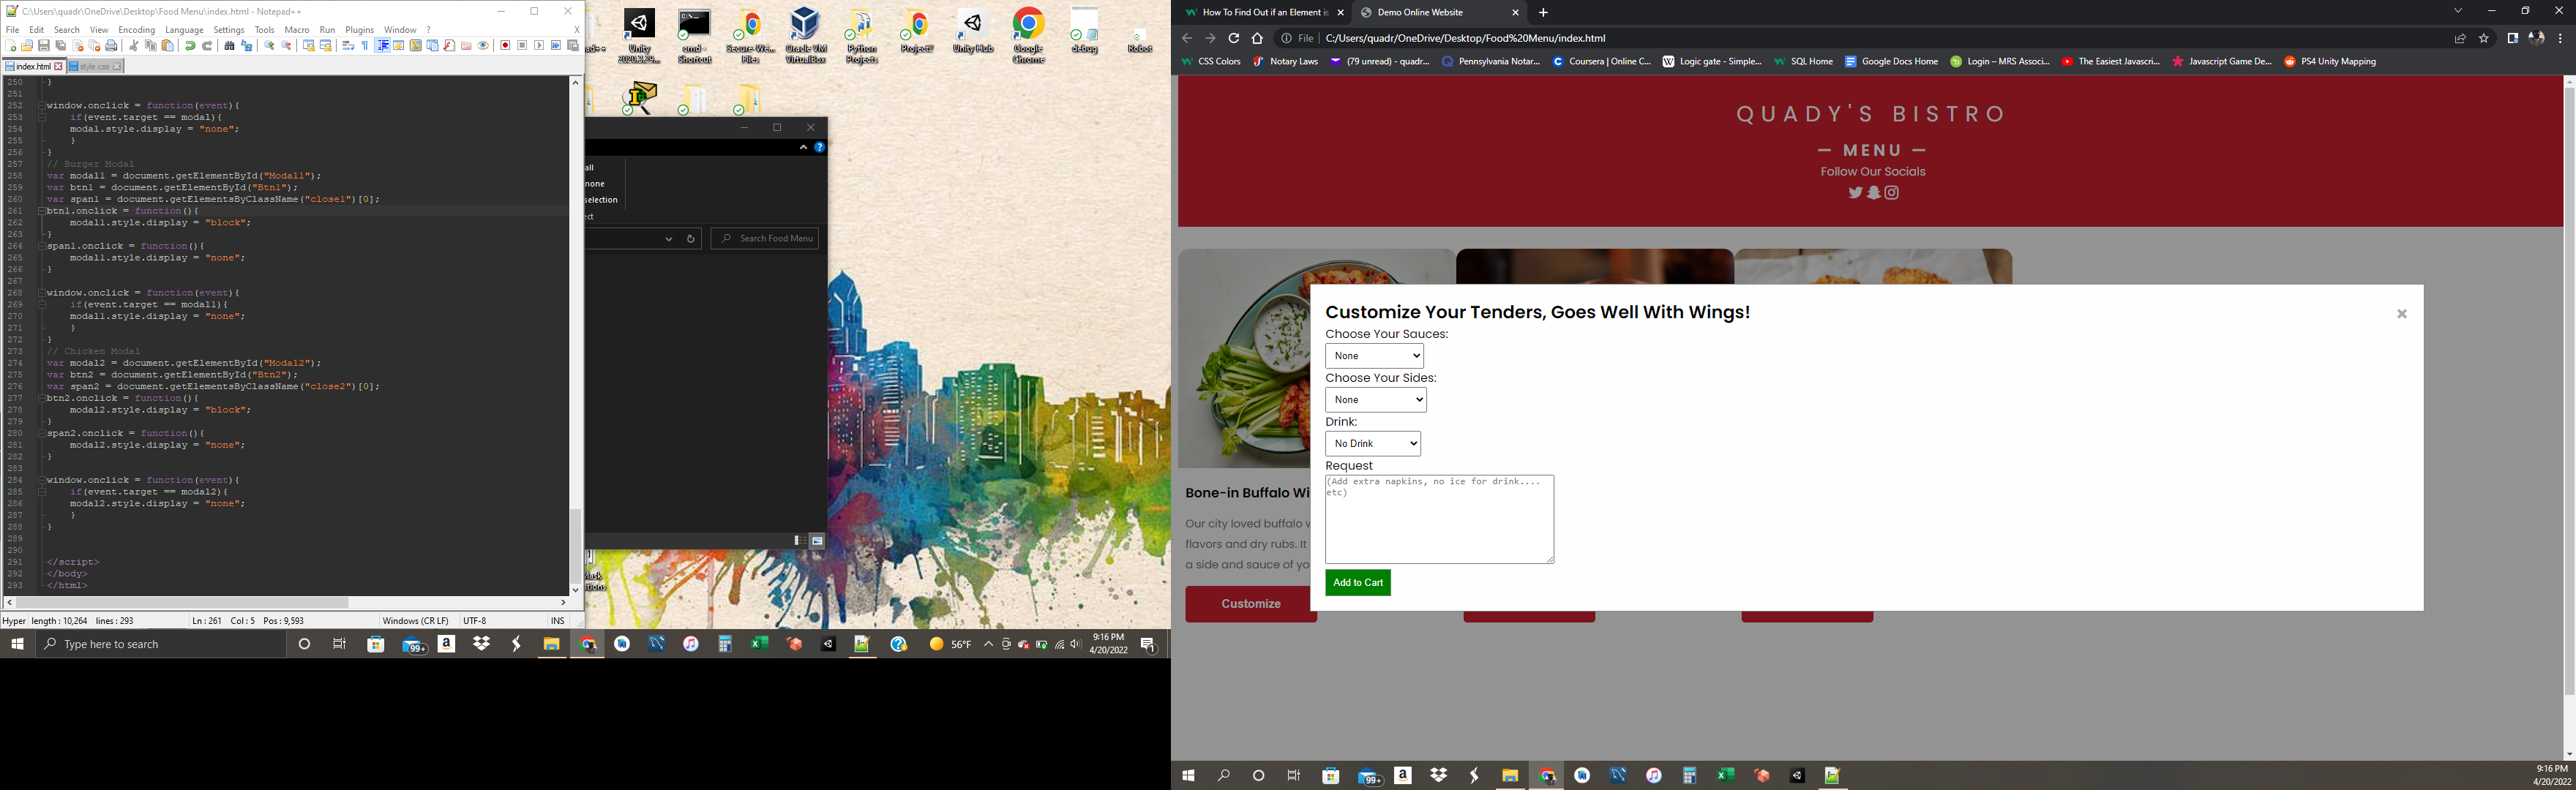 C:\Users\quadr\OneDrive\Desktop\Food Menu\index.html - Notepad++
File Edit Search View Encoding Language Settings Tools Macro Run Plugins Window ? X
index.html style.css
250 }
251
252 window.onclick = function(event){
253 if(event.target == modal){
254 modal.style.display = "none";
255 }
256 }
257 // Burger Modal
258 var modal1 = document.getElementById("Modal1");
259 var btn1 = document.getElementById("Btn1");
260 var span1 = document.getElementsByClassName("close1")[0];
261 btn1.onclick = function(){
262 modal1.style.display = "block";
263 }
264 span1.onclick = function(){
265 modal1.style.display = "none";
266 }
267
268 window.onclick = function(event){
269 if(event.target == modal1){
270 modal1.style.display = "none";
271 }
272 }
273 // Chicken Modal
274 var modal2 = document.getElementById("Modal2");
275 var btn2 = document.getElementById("Btn2");
276 var span2 = document.getElementsByClassName("close2")[0];
277 btn2.onclick = function(){
278 modal2.style.display = "block";
279 }
280 span2.onclick = function(){
281 modal2.style.display = "none";
282 }
283
284 window.onclick = function(event){
285 if(event.target == modal2){
286 modal2.style.display = "none";
287 }
288 }
289
290
291 </script>
292 </body>
293 </html>
Hyper length : 10,264 lines : 293 Ln : 261 Col : 5 Pos : 9,593 Windows (CR LF) UTF-8 INS
Unity 2020.3.29...
cmd - Shortcut
Secure-We... Files
Oracle VM VirtualBox
Python Projects
Project2
Unity Hub
Google Chrome
debug
Robot
all
none
selection
ect
Search Food Menu
Mask
tions
Type here to search
99+
56°F
9:16 PM
4/20/2022
1
How To Find Out if an Element is
Demo Online Website
File C:/Users/quadr/OneDrive/Desktop/Food%20Menu/index.html
CSS Colors
Notary Laws
(79 unread) - quadr...
Pennsylvania Notar...
Coursera | Online C...
Logic gate - Simple...
SQL Home
Google Docs Home
Login – MRS Associ...
The Easiest Javascri...
Javascript Game De...
PS4 Unity Mapping
QUADY'S BISTRO
— MENU —
Follow Our Socials
Customize Your Tenders, Goes Well With Wings!
×
Choose Your Sauces:
None
Choose Your Sides:
None
Drink:
No Drink
Request
(Add extra napkins, no ice for drink....
etc)
Add to Cart
Bone-in Buffalo Wi
Our city loved buffalo w
flavors and dry rubs. It
a side and sauce of yo
Customize
99+
9:16 PM
4/20/2022